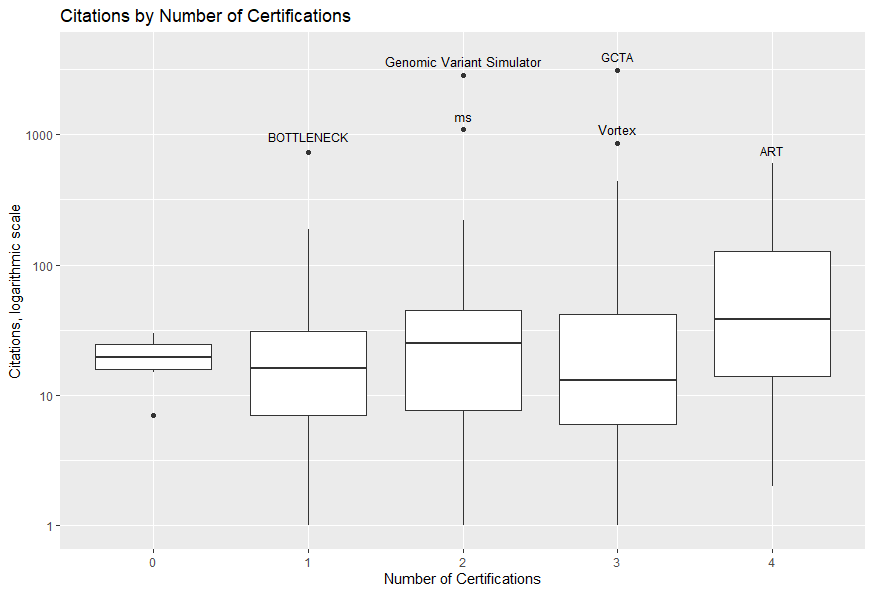 Citations by Number of Certifications
GCTA
Genomic Variant Simulator
ms
Vortex
BOTTLENECK
ART
1000
100
10
1
Citations, logarithmic scale
0 1 2 3 4
Number of Certifications